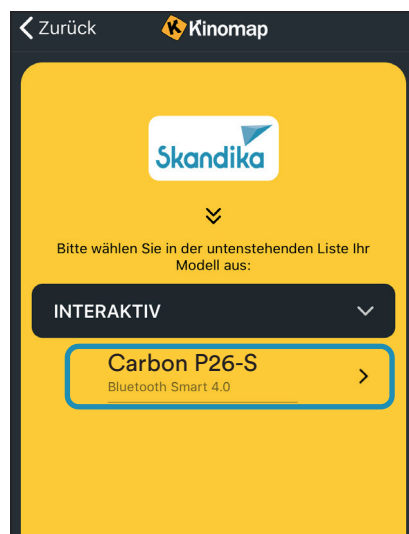 Zurück
Kinomap
Skandika
Bitte wählen Sie in der untenstehenden Liste Ihr
Modell aus:
INTERAKTIV
Carbon P26-S
Bluetooth Smart 4.0